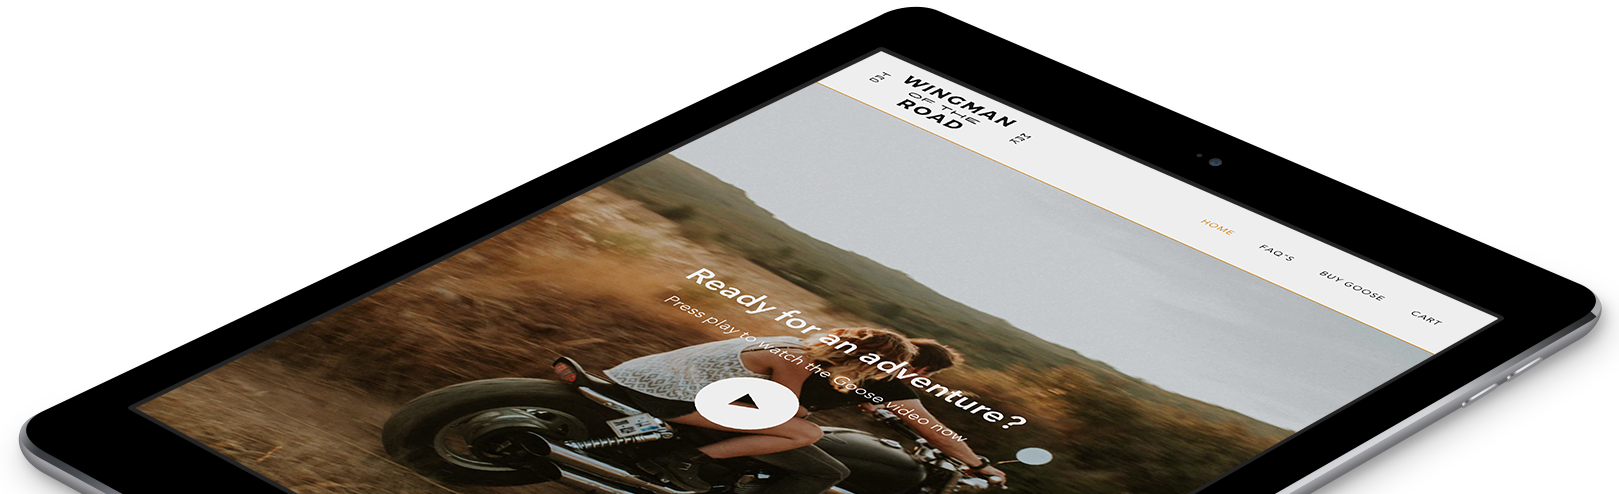 WINGMAN
OF THE
ROAD
HOME
FAQ'S
BUY GOOSE
CART
Ready for an adventure?
Press play to watch the Goose video now